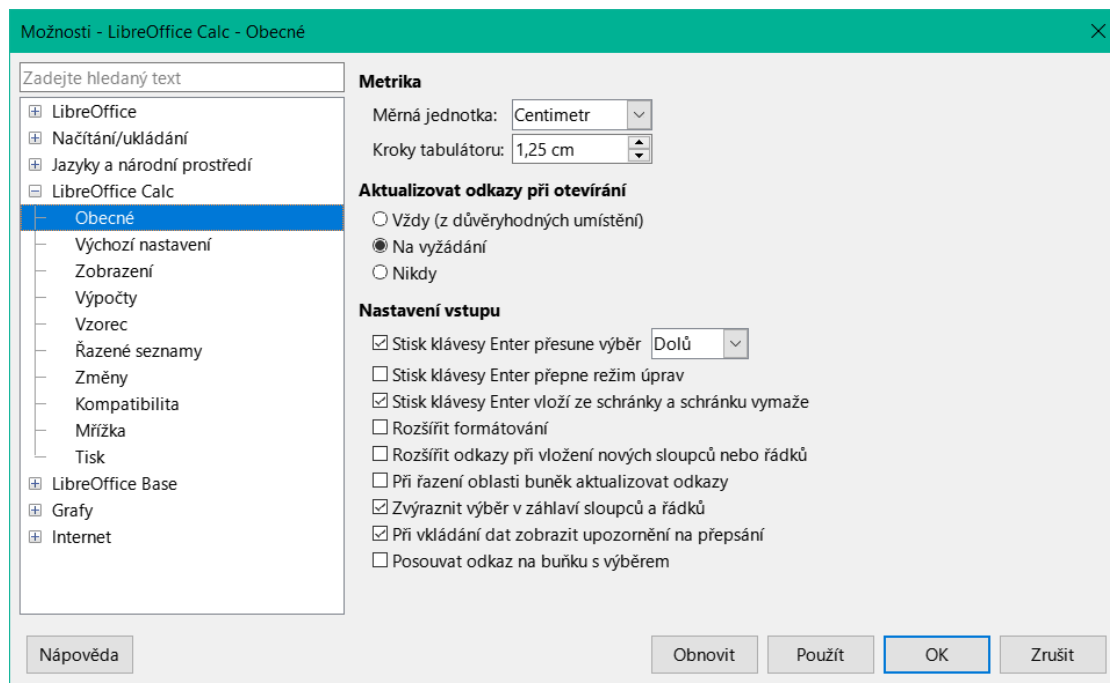 Možnosti - LibreOffice Calc - Obecné
Zadejte hledaný text
LibreOffice
Načítání/ukládání
Jazyky a národní prostředí
LibreOffice Calc
Obecné
Výchozí nastavení
Zobrazení
Výpočty
Vzorec
Řazené seznamy
Změny
Kompatibilita
Mřížka
Tisk
LibreOffice Base
Grafy
Internet
Metrika
Měrná jednotka: Centimetr
Kroky tabulátoru: 1,25 cm
Aktualizovat odkazy při otevírání
Vždy (z důvěryhodných umístění)
Na vyžádání
Nikdy
Nastavení vstupu
Stisk klávesy Enter přesune výběr Dolů
Stisk klávesy Enter přepne režim úprav
Stisk klávesy Enter vloží ze schránky a schránku vymaže
Rozšířit formátování
Rozšířit odkazy při vložení nových sloupců nebo řádků
Při řazení oblasti buněk aktualizovat odkazy
Zvýraznit výběr v záhlaví sloupců a řádků
Při vkládání dat zobrazit upozornění na přepsání
Posouvat odkaz na buňku s výběrem
Nápověda Obnovit Použít OK Zrušit